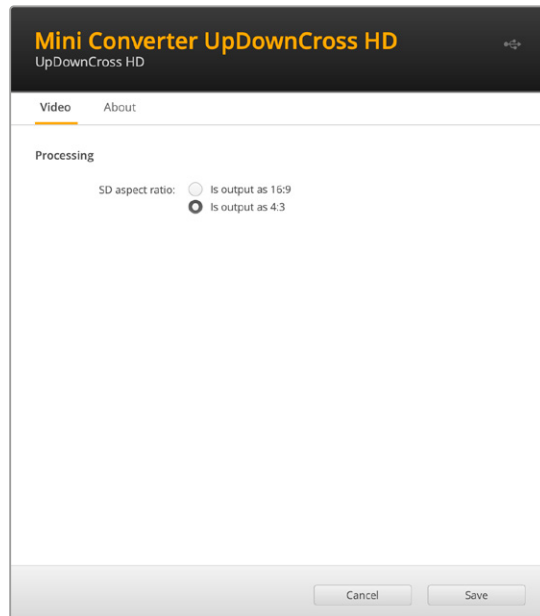 Mini Converter UpDownCross HD
UpDownCross HD
Video About
Processing
SD aspect ratio: Is output as 16:9
Is output as 4:3
Cancel Save